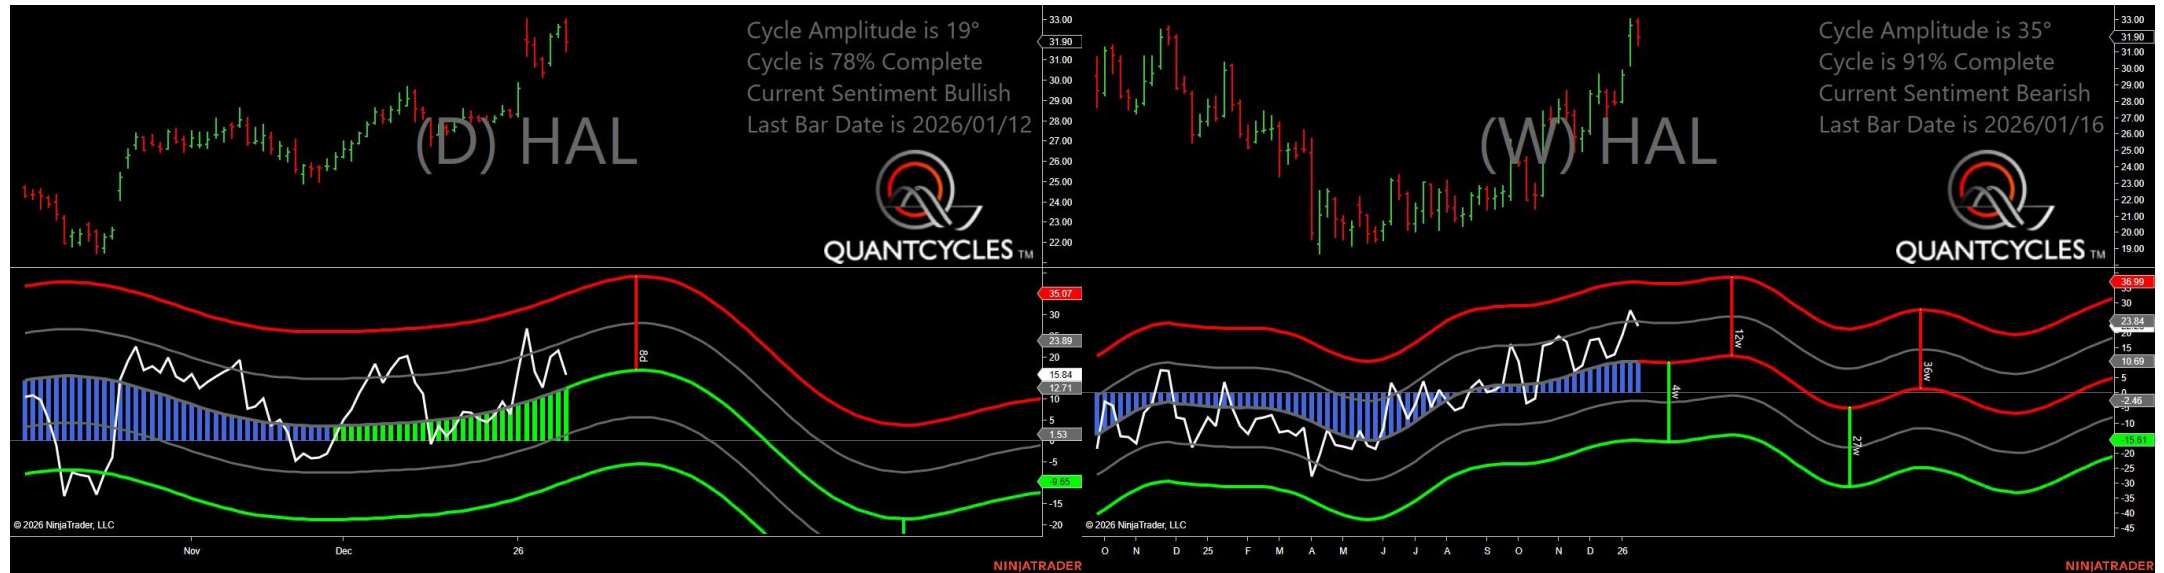 Cycle Amplitude is 19°
Cycle is 78% Complete
Current Sentiment Bullish
Last Bar Date is 2026/01/12
(D) HAL
QUANTCYCLES TM
33.00
31.90
31.00
30.00
29.00
28.00
27.00
26.00
25.00
24.00
23.00
22.00
8d
35.07
30
23.89
20
15.84
12.71
10
5
1.53
-5
-9.65
-15
-20
© 2026 NinjaTrader, LLC
Nov
Dec
26
NINJATRADER
Cycle Amplitude is 35°
Cycle is 91% Complete
Current Sentiment Bearish
Last Bar Date is 2026/01/16
(W) HAL
QUANTCYCLES TM
33.00
31.90
31.00
30.00
29.00
28.00
27.00
26.00
25.00
24.00
23.00
22.00
21.00
20.00
19.00
12w
36w
4w
27w
36.99
30
23.84
20
15
10.69
5
-2.46
-10
-15.61
-20
-25
-30
-35
-40
-45
© 2026 NinjaTrader, LLC
O N D 25 F M A M J J A S O N D 26
NINJATRADER